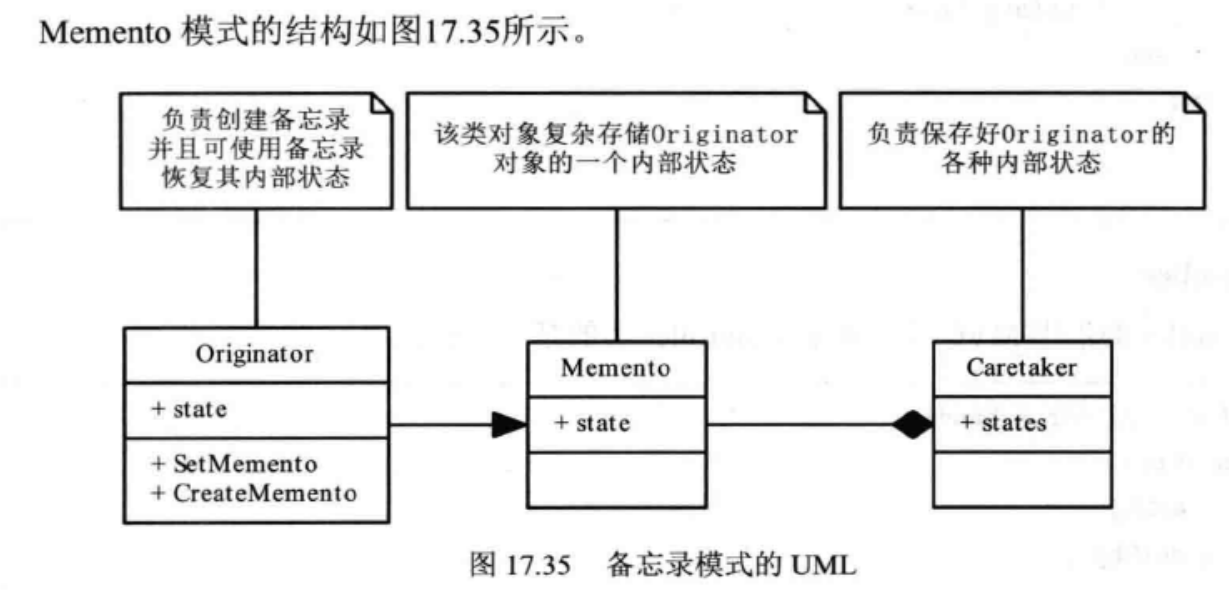 Memento 模式的结构如图17.35所示。
负责创建备忘录
并且可使用备忘录
恢复其内部状态
该类对象复杂存储Originator
对象的一个内部状态
负责保存好Originator的
各种内部状态
Originator
+ state
+ SetMemento
+ CreateMemento
Memento
+ state
Caretaker
+ states
图 17.35 备忘录模式的 UML